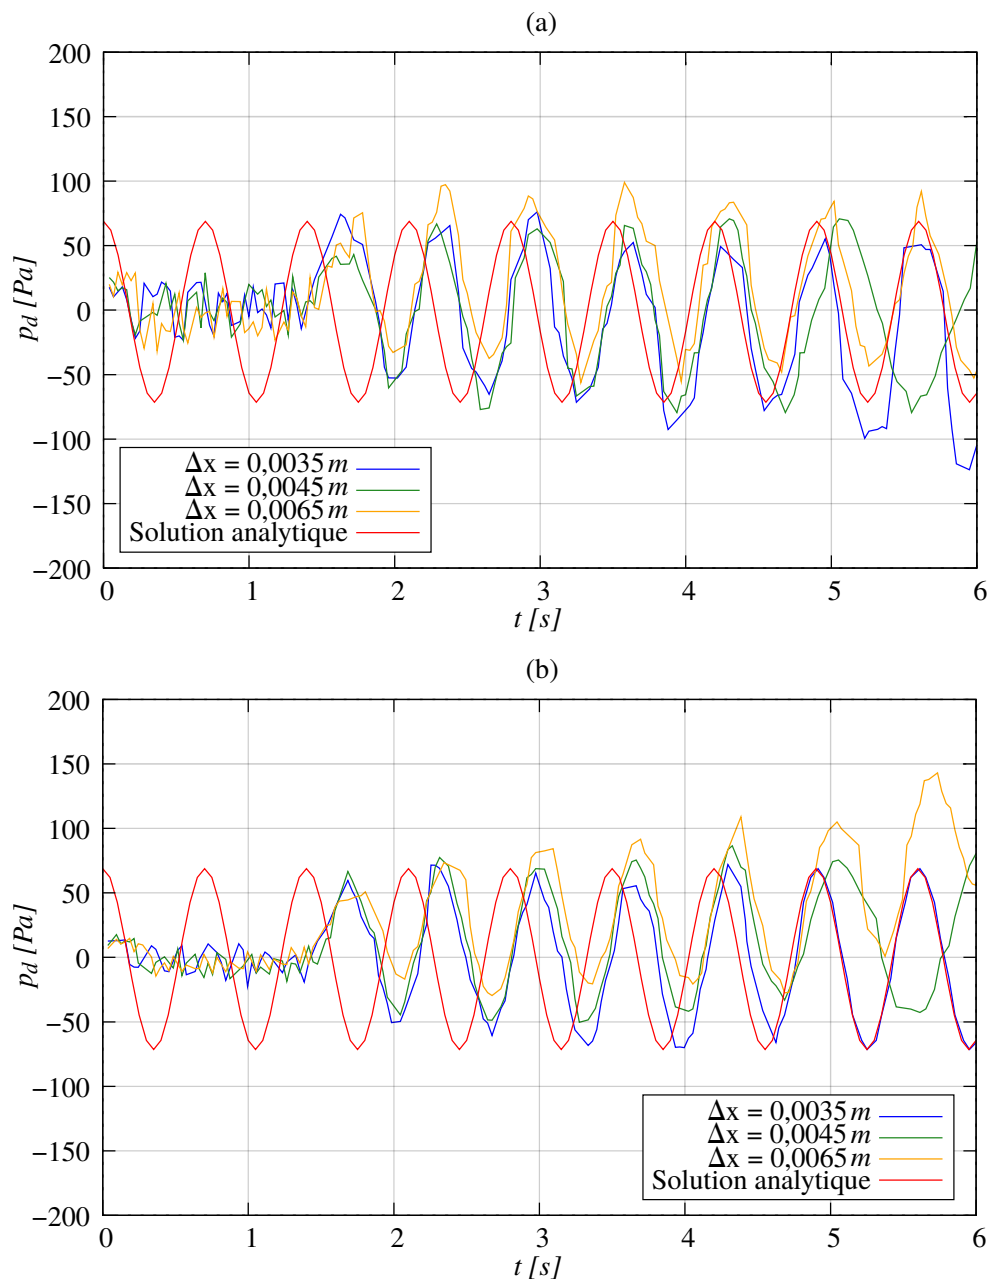 (a)
200
150
100
50
0
−50
−100
−150
−200
p_d [Pa]
Δx = 0,0035 m
Δx = 0,0045 m
Δx = 0,0065 m
Solution analytique
0 1 2 3 4 5 6
t [s]
(b)
200
150
100
50
0
−50
−100
−150
−200
p_d [Pa]
Δx = 0,0035 m
Δx = 0,0045 m
Δx = 0,0065 m
Solution analytique
0 1 2 3 4 5 6
t [s]